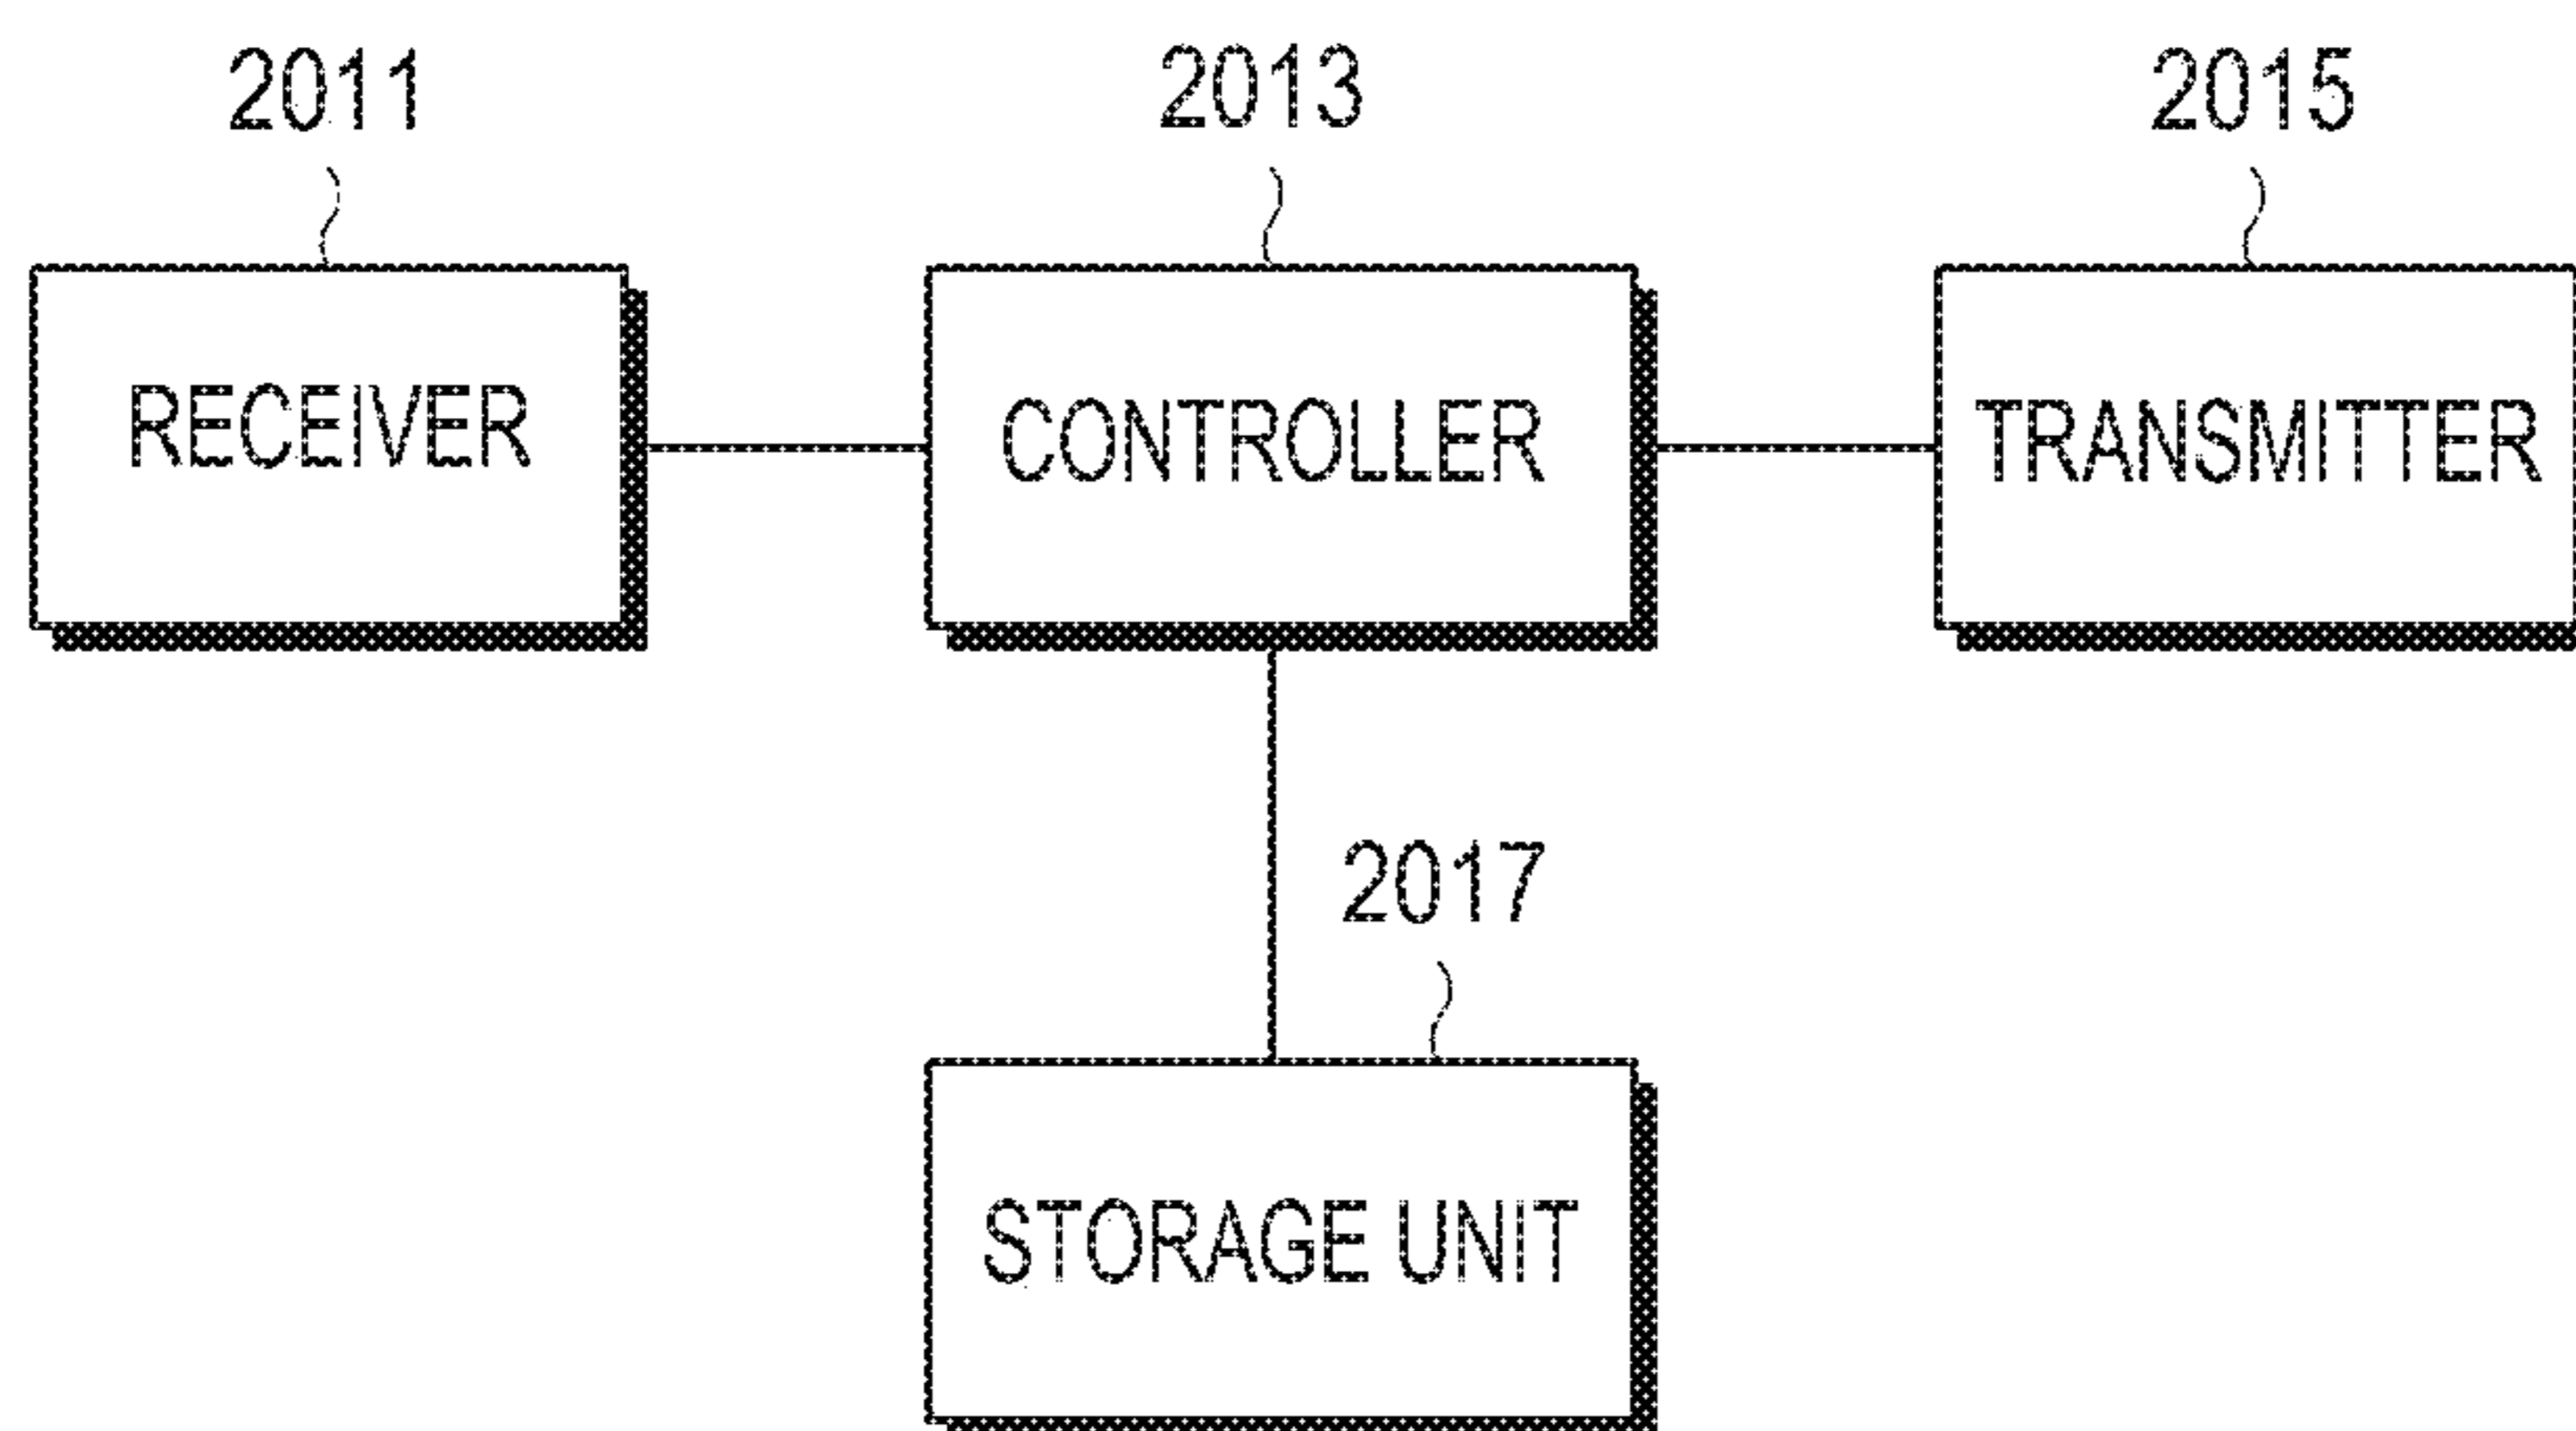 2011
2013
2015
RECEIVER
CONTROLLER
TRANSMITTER
2017
STORAGE UNIT